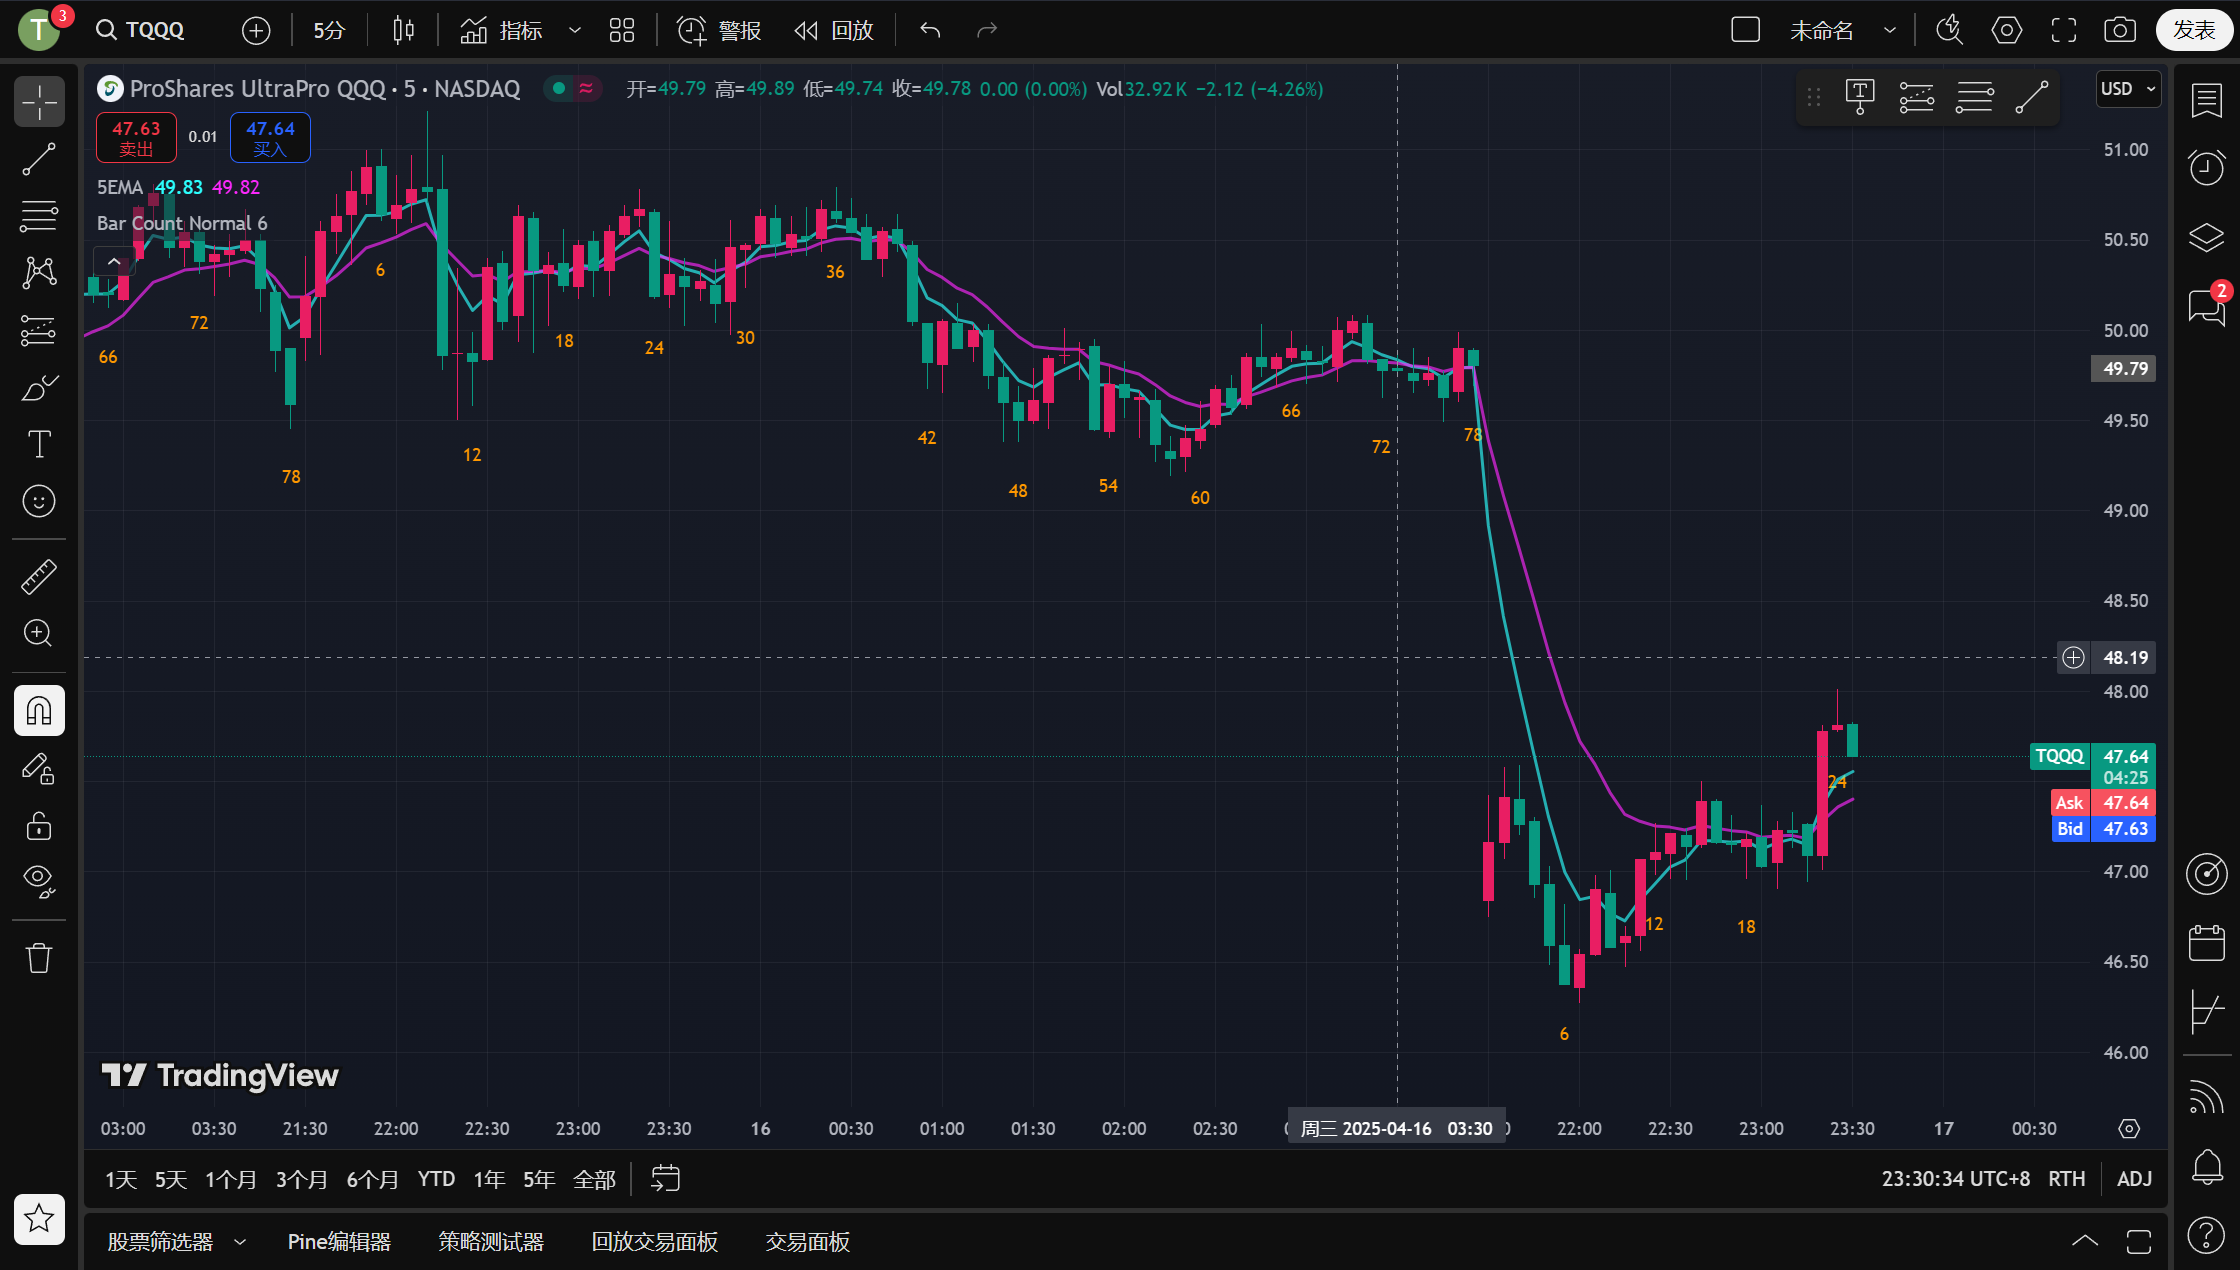 T 3 TQQQ 5分 指标 警报 回放 未命名 发表
ProShares UltraPro QQQ · 5 · NASDAQ 开=49.79 高=49.89 低=49.74 收=49.78 0.00 (0.00%) Vol32.92 K −2.12 (−4.26%)
USD
47.63 卖出 0.01 47.64 买入
5EMA 49.83 49.82
Bar Count Normal 6
51.00
50.50
50.00
49.79
49.50
49.00
48.50
48.19
48.00
TQQQ 47.64
04:25
Ask 47.64
Bid 47.63
47.00
46.50
46.00
66
72
78
6
12
18
24
30
36
42
48
54
60
66
72
78
6
12
18
24
2
TradingView
03:00 03:30 21:30 22:00 22:30 23:00 23:30 16 00:30 01:00 01:30 02:00 02:30 周三 2025-04-16 03:30 22:00 22:30 23:00 23:30 17 00:30
1天 5天 1个月 3个月 6个月 YTD 1年 5年 全部 23:30:34 UTC+8 RTH ADJ
股票筛选器 Pine编辑器 策略测试器 回放交易面板 交易面板